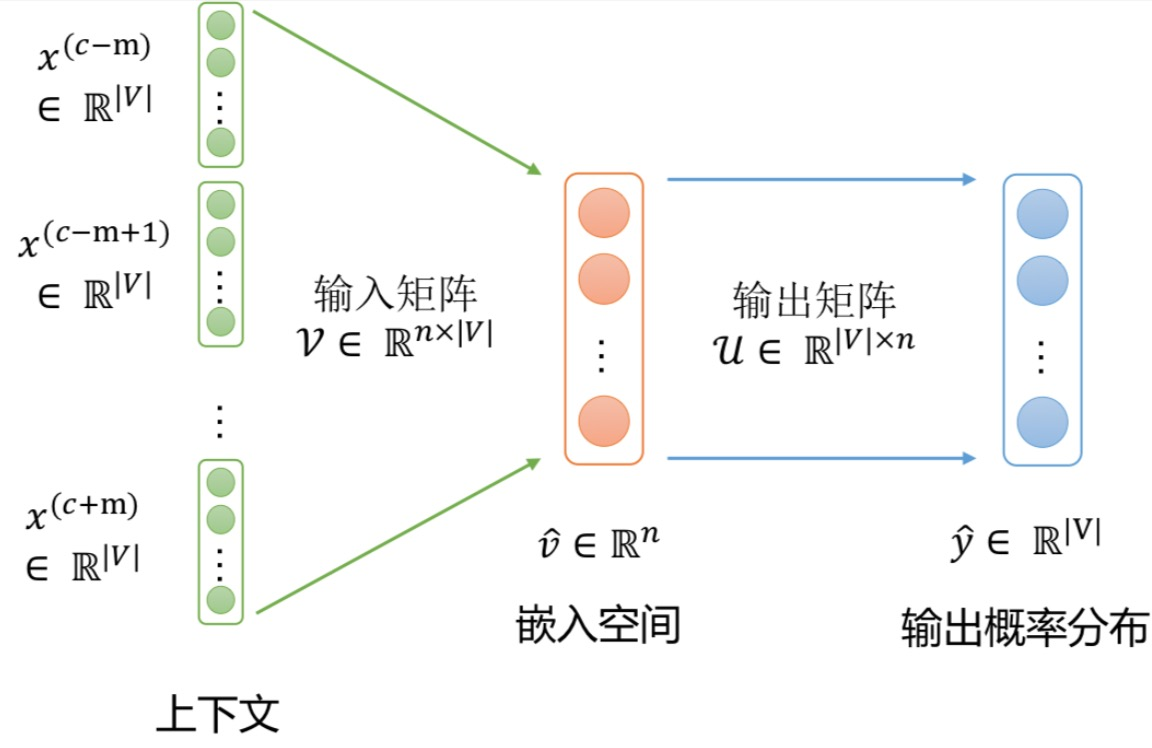 x^(c−m)
∈ ℝ^|V|
x^(c−m+1)
∈ ℝ^|V|
⋮
x^(c+m)
∈ ℝ^|V|
上下文
输入矩阵
𝒱 ∈ ℝ^n×|V|
v̂ ∈ ℝ^n
嵌入空间
输出矩阵
𝒰 ∈ ℝ^|V|×n
ŷ ∈ ℝ^|V|
输出概率分布